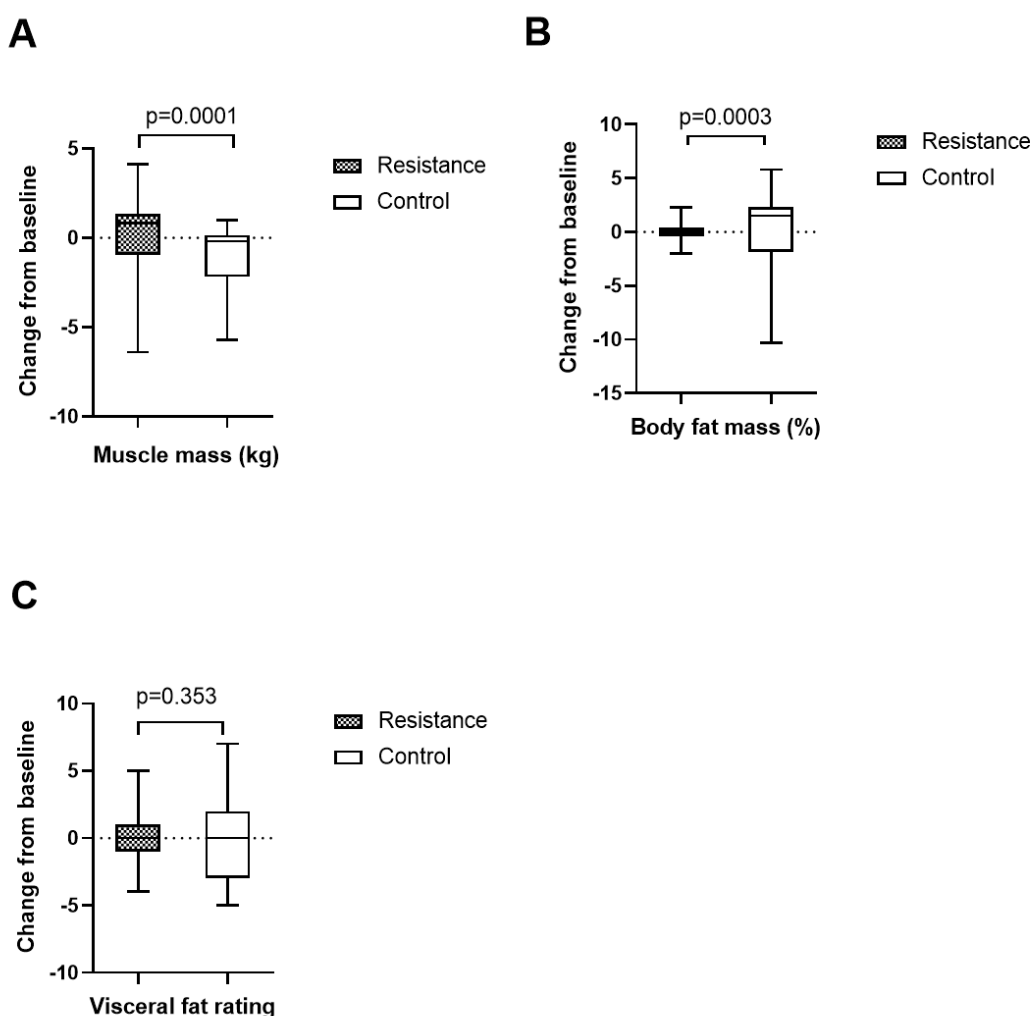 A
p=0.0001
5
0
-5
-10
Change from baseline
Muscle mass (kg)
Resistance
Control
B
p=0.0003
10
5
0
-5
-10
-15
Change from baseline
Body fat mass (%)
Resistance
Control
C
p=0.353
10
5
0
-5
-10
Change from baseline
Visceral fat rating
Resistance
Control